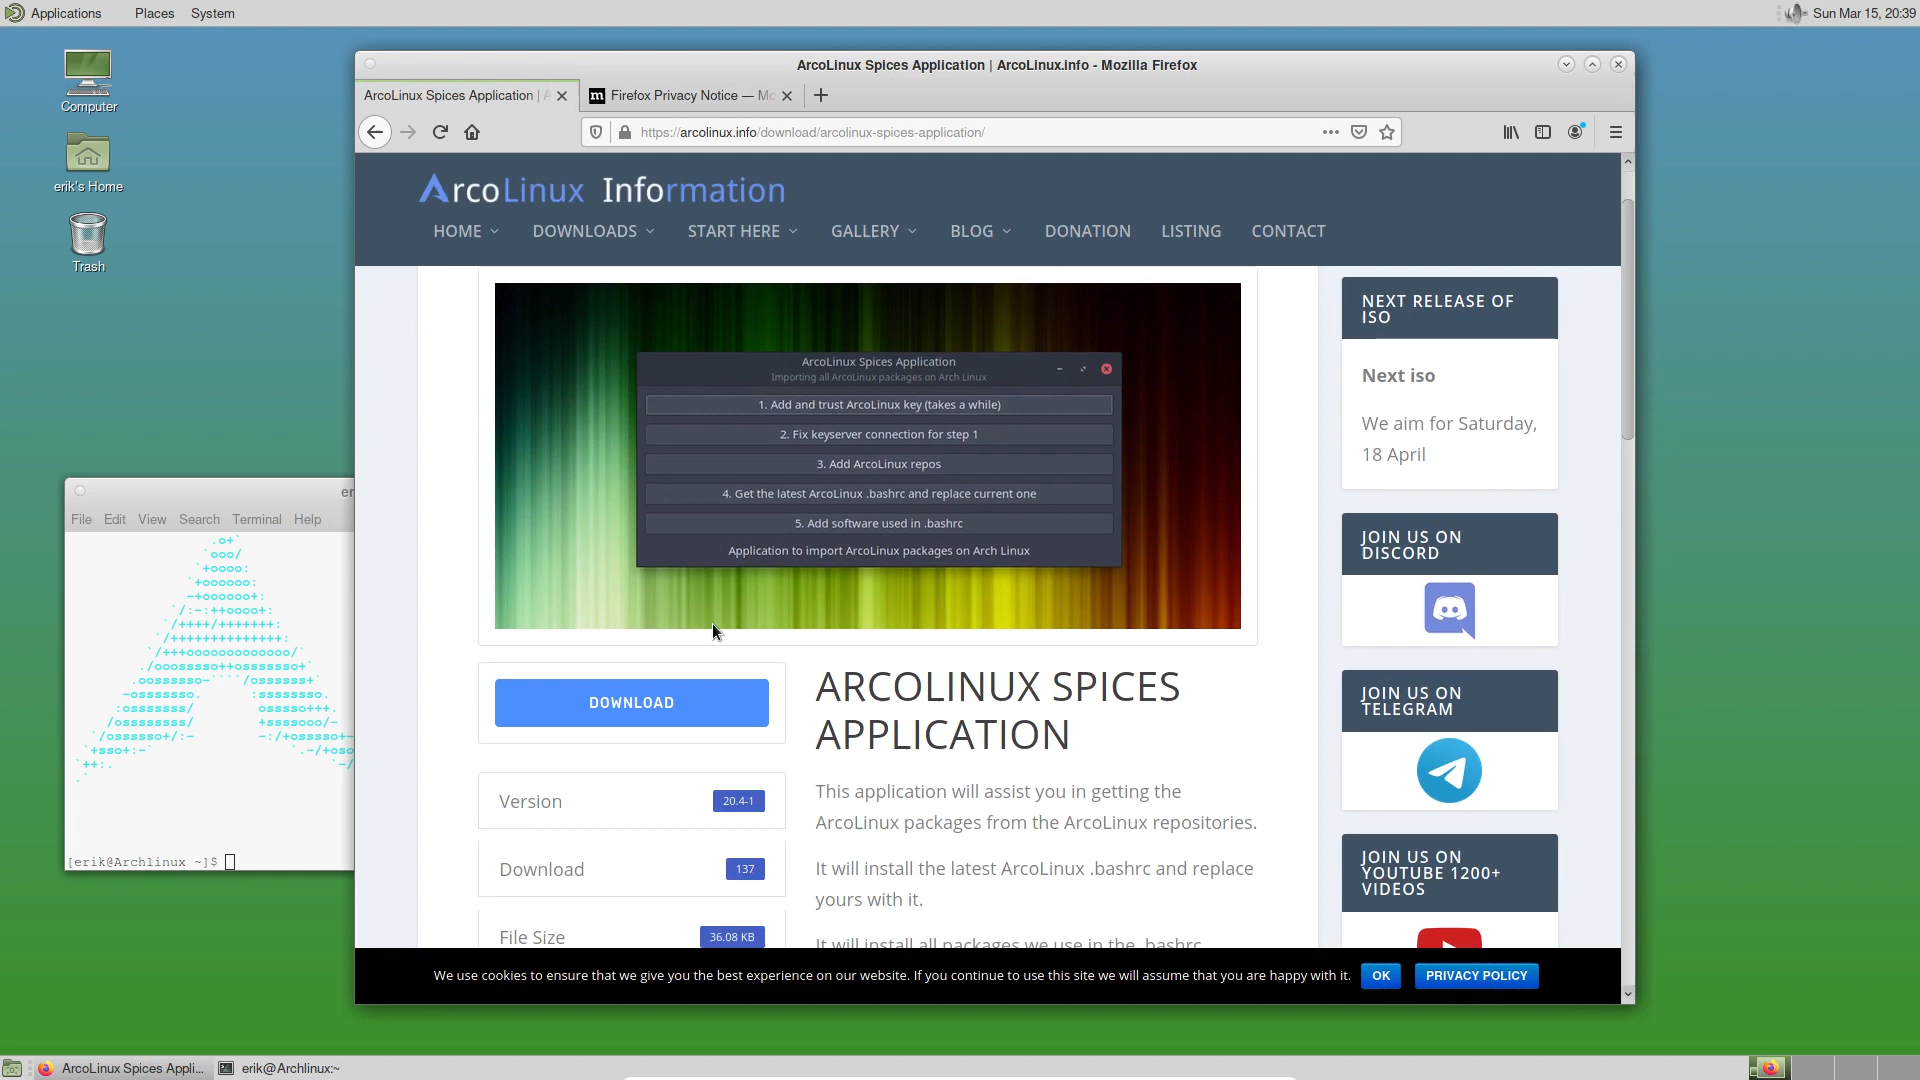 Applications Places System
Sun Mar 15, 20:39
Computer
erik's Home
Trash
ArcoLinux Spices Application | ArcoLinux.info - Mozilla Firefox
ArcoLinux Spices Application |
Firefox Privacy Notice — Mo
https://arcolinux.info/download/arcolinux-spices-application/
ArcoLinux Information
HOME DOWNLOADS START HERE GALLERY BLOG DONATION LISTING CONTACT
ArcoLinux Spices Application
Importing all ArcoLinux packages on Arch Linux
1. Add and trust ArcoLinux key (takes a while)
2. Fix keyserver connection for step 1
3. Add ArcoLinux repos
4. Get the latest ArcoLinux .bashrc and replace current one
5. Add software used in .bashrc
Application to import ArcoLinux packages on Arch Linux
DOWNLOAD
Version 20.4-1
Download 137
File Size 36.08 KB
ARCOLINUX SPICES
APPLICATION
This application will assist you in getting the
ArcoLinux packages from the ArcoLinux repositories.
It will install the latest ArcoLinux .bashrc and replace
yours with it.
It will install all packages we use in the .bashrc
NEXT RELEASE OF
ISO
Next iso
We aim for Saturday,
18 April
JOIN US ON
DISCORD
JOIN US ON
TELEGRAM
JOIN US ON
YOUTUBE 1200+
VIDEOS
We use cookies to ensure that we give you the best experience on our website. If you continue to use this site we will assume that you are happy with it. OK PRIVACY POLICY
er
File Edit View Search Terminal Help
[erik@Archlinux ~]$
ArcoLinux Spices Appli...
erik@Archlinux:~